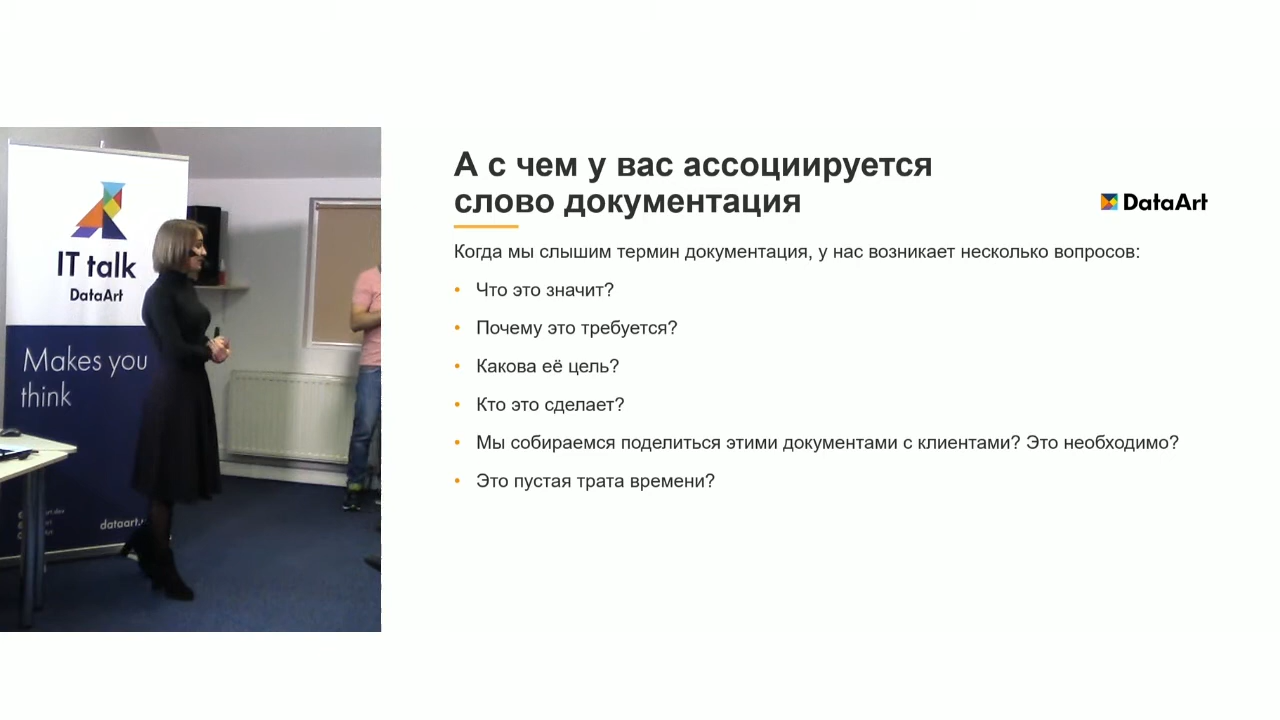 IT talk
DataArt
Makes you
think
dataart.
А с чем у вас ассоциируется
слово документация
DataArt
Когда мы слышим термин документация, у нас возникает несколько вопросов:
• Что это значит?
• Почему это требуется?
• Какова её цель?
• Кто это сделает?
• Мы собираемся поделиться этими документами с клиентами? Это необходимо?
• Это пустая трата времени?